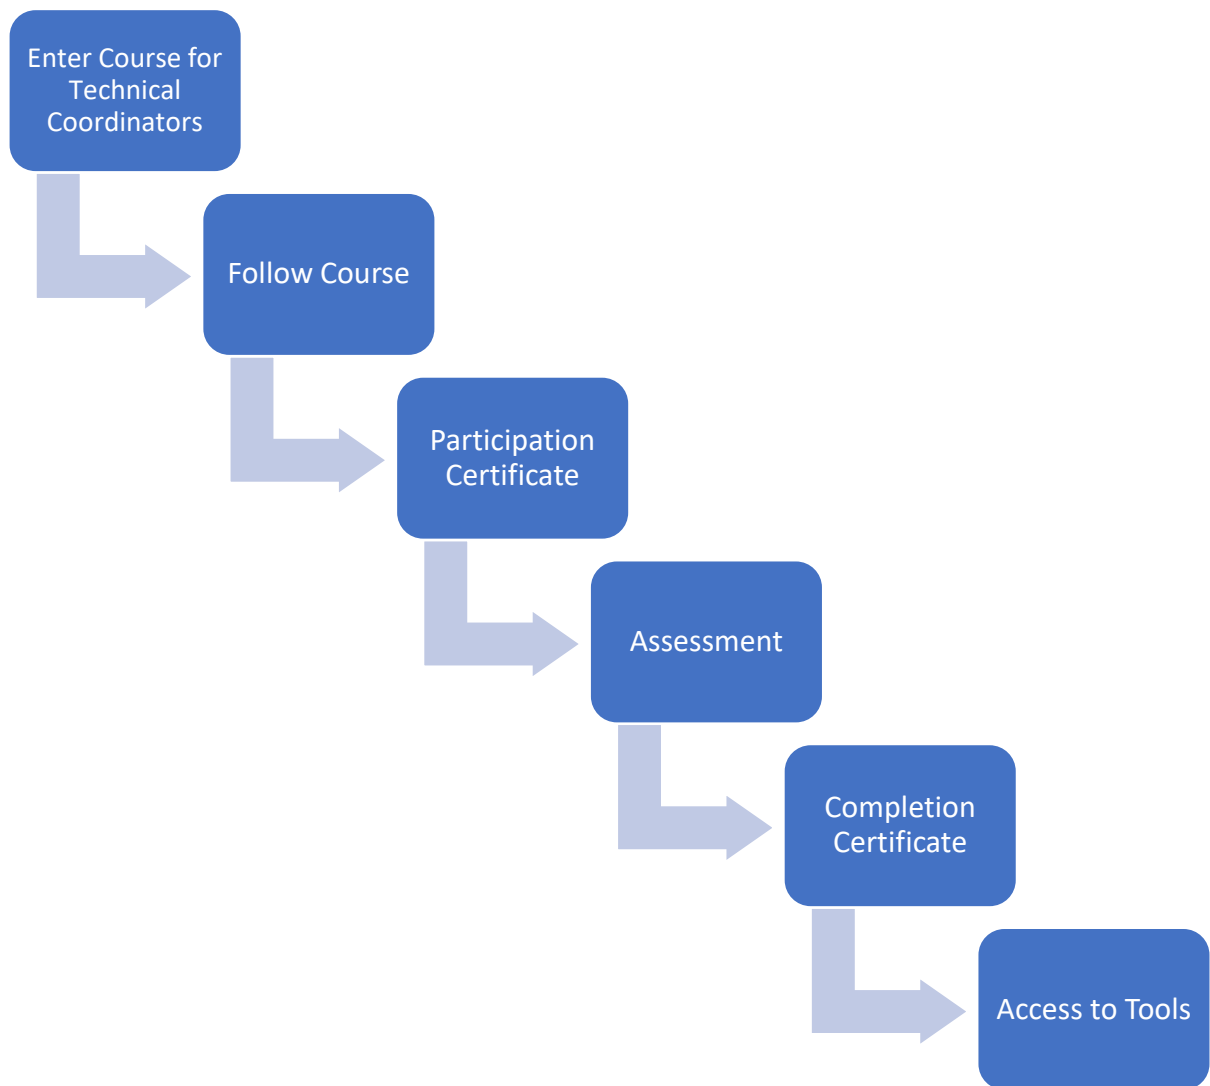 Enter Course for
Technical
Coordinators
Follow Course
Participation
Certificate
Assessment
Completion
Certificate
Access to Tools